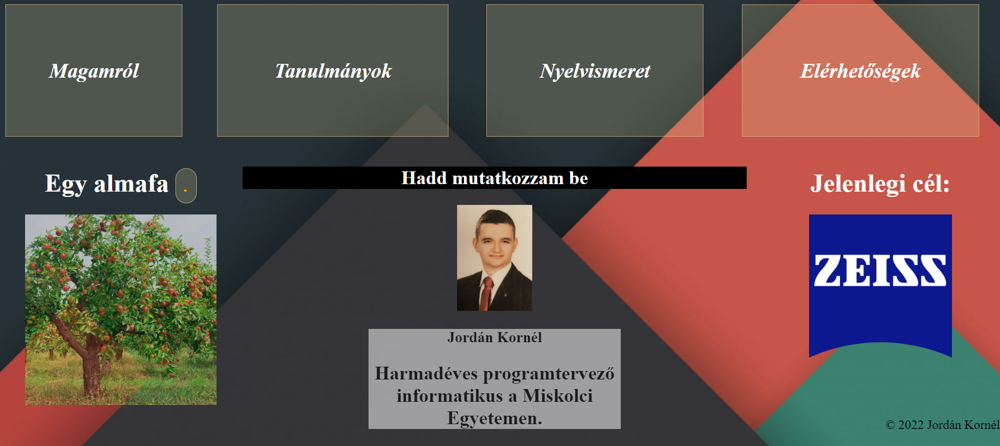 Magamról
Tanulmányok
Nyelvismeret
Elérhetőségek
Egy almafa .
Hadd mutatkozzam be
Jelenlegi cél:
ZEISS
Jordán Kornél
Harmadéves programtervező
informatikus a Miskolci
Egyetemen.
© 2022 Jordán Kornél